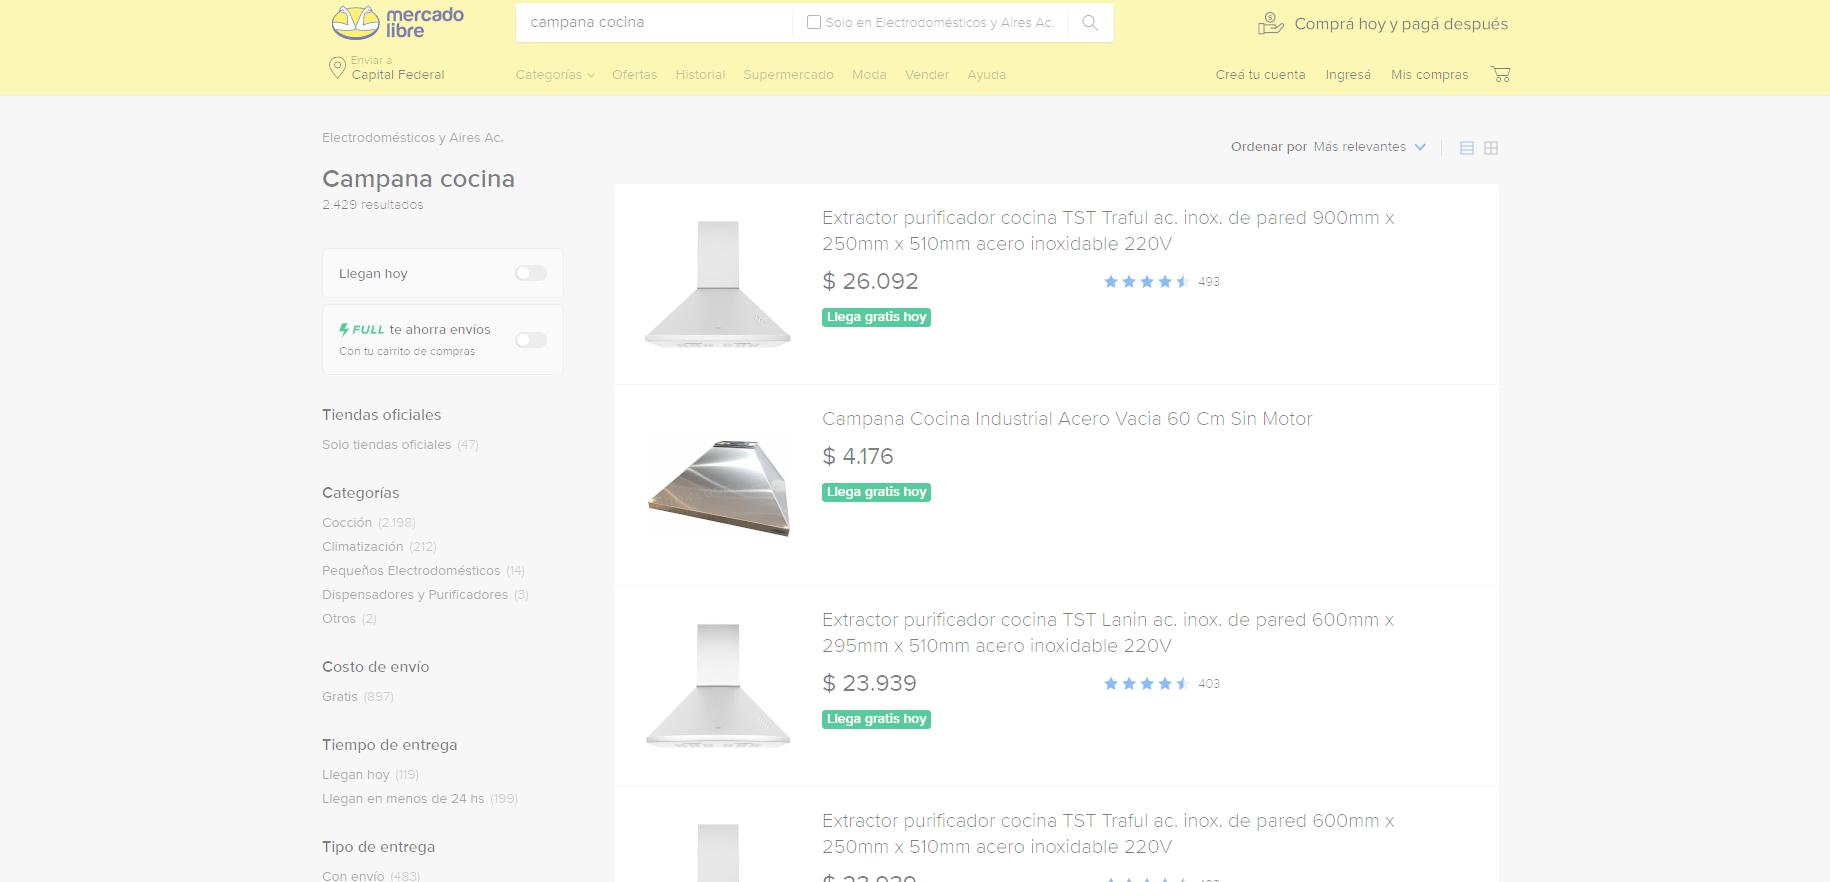 mercado
libre
campana cocina
Solo en Electrodomésticos y Aires Ac.
Comprá hoy y pagá después
Enviar a
Capital Federal
Categorías
Ofertas
Historial
Supermercado
Moda
Vender
Ayuda
Creá tu cuenta
Ingresá
Mis compras
Electrodomésticos y Aires Ac.
Campana cocina
2.429 resultados
Ordenar por Más relevantes
Llegan hoy
FULL te ahorra envíos
Con tu carrito de compras
Tiendas oficiales
Solo tiendas oficiales (47)
Categorías
Cocción (2.198)
Climatización (212)
Pequeños Electrodomésticos (14)
Dispensadores y Purificadores (3)
Otros (2)
Costo de envío
Gratis (897)
Tiempo de entrega
Llegan hoy (119)
Llegan en menos de 24 hs (199)
Tipo de entrega
Con envío (483)
Extractor purificador cocina TST Traful ac. inox. de pared 900mm x
250mm x 510mm acero inoxidable 220V
$ 26.092
493
Llega gratis hoy
Campana Cocina Industrial Acero Vacia 60 Cm Sin Motor
$ 4.176
Llega gratis hoy
Extractor purificador cocina TST Lanin ac. inox. de pared 600mm x
295mm x 510mm acero inoxidable 220V
$ 23.939
403
Llega gratis hoy
Extractor purificador cocina TST Traful ac. inox. de pared 600mm x
250mm x 510mm acero inoxidable 220V
$ 23.939